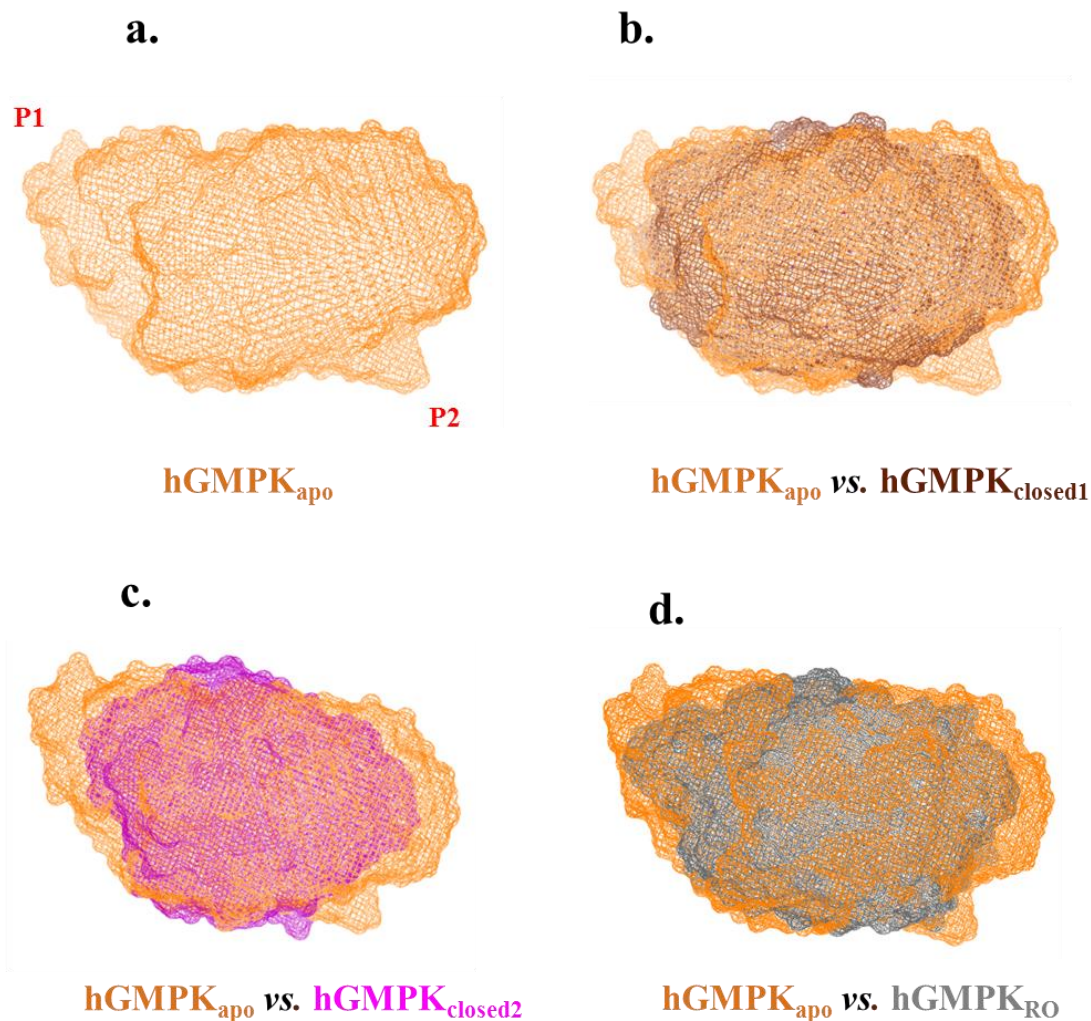 a.
b.
P1
P2
hGMPKapo
hGMPKapo vs. hGMPKclosed1
c.
d.
hGMPKapo vs. hGMPKclosed2
hGMPKapo vs. hGMPKRO